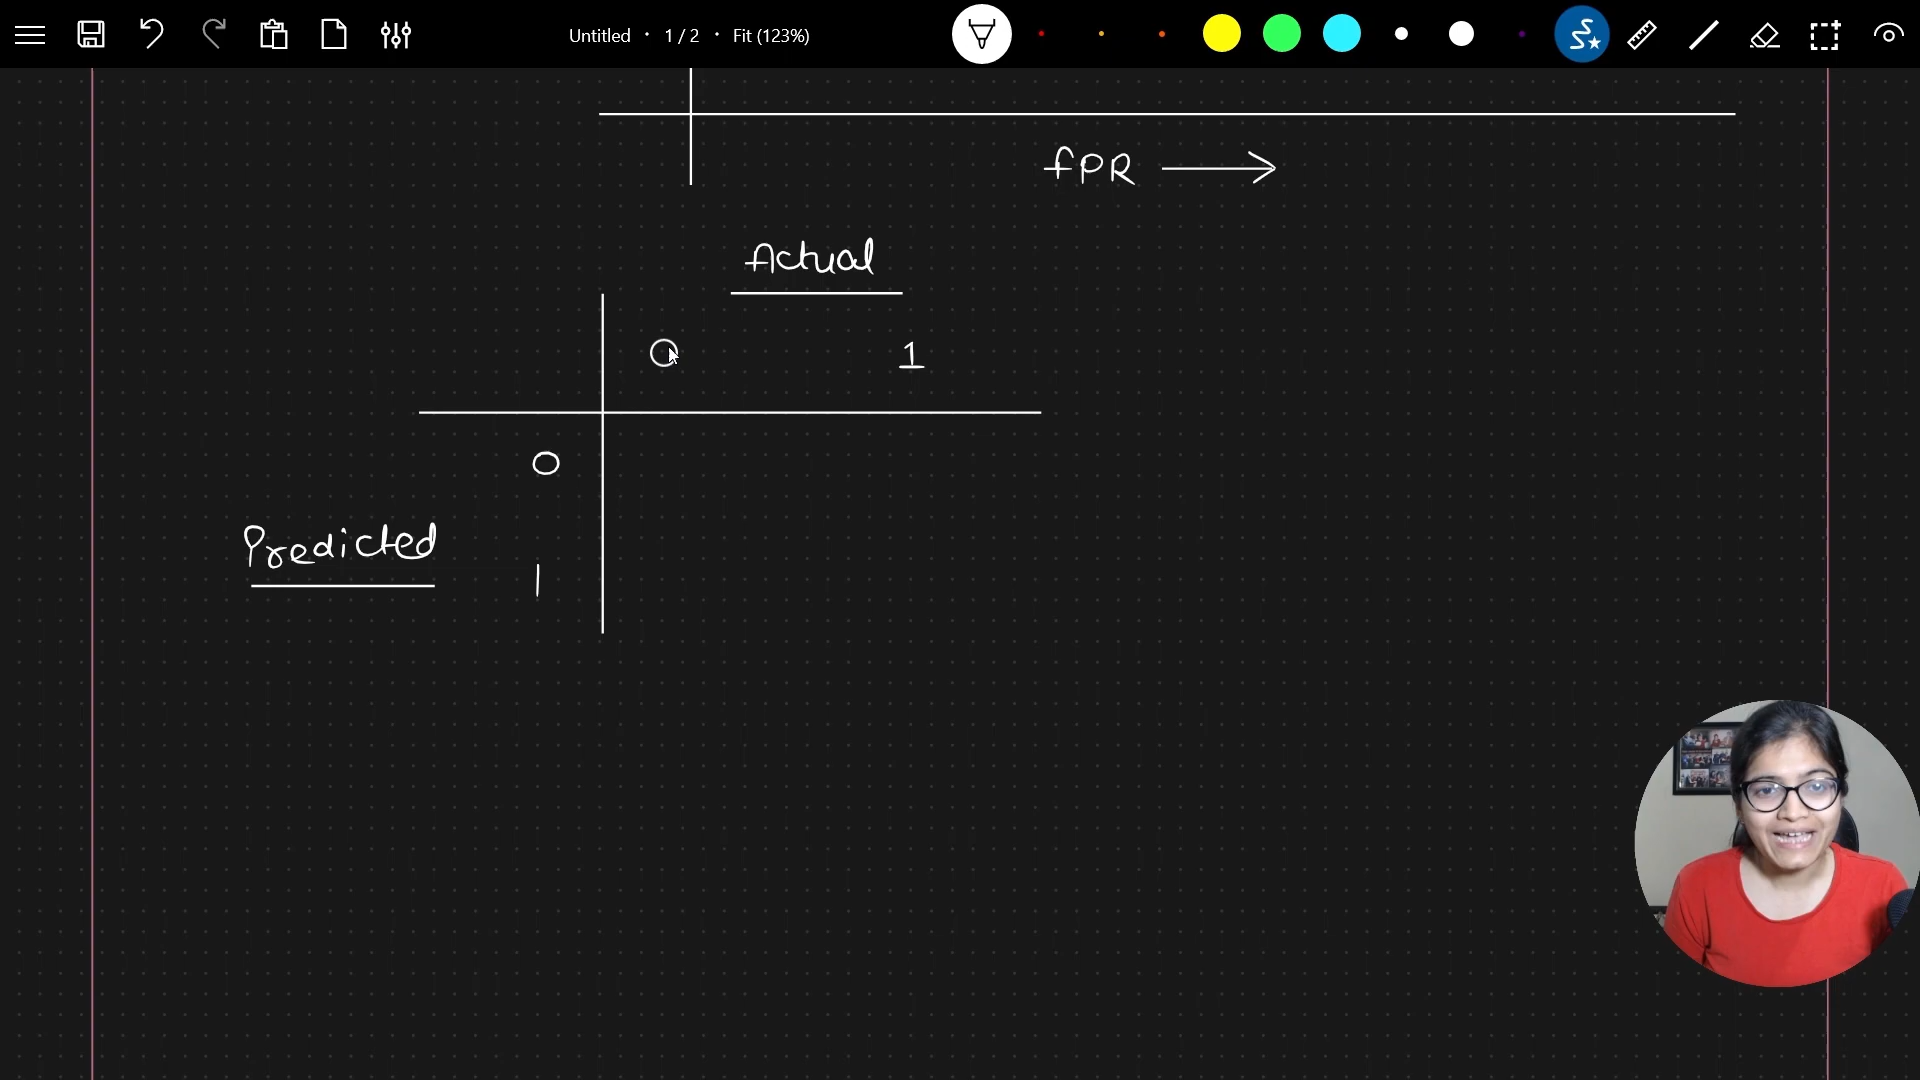 Untitled • 1 / 2 • Fit (123%)
fPR
Actual
0 1
0
Predicted
1